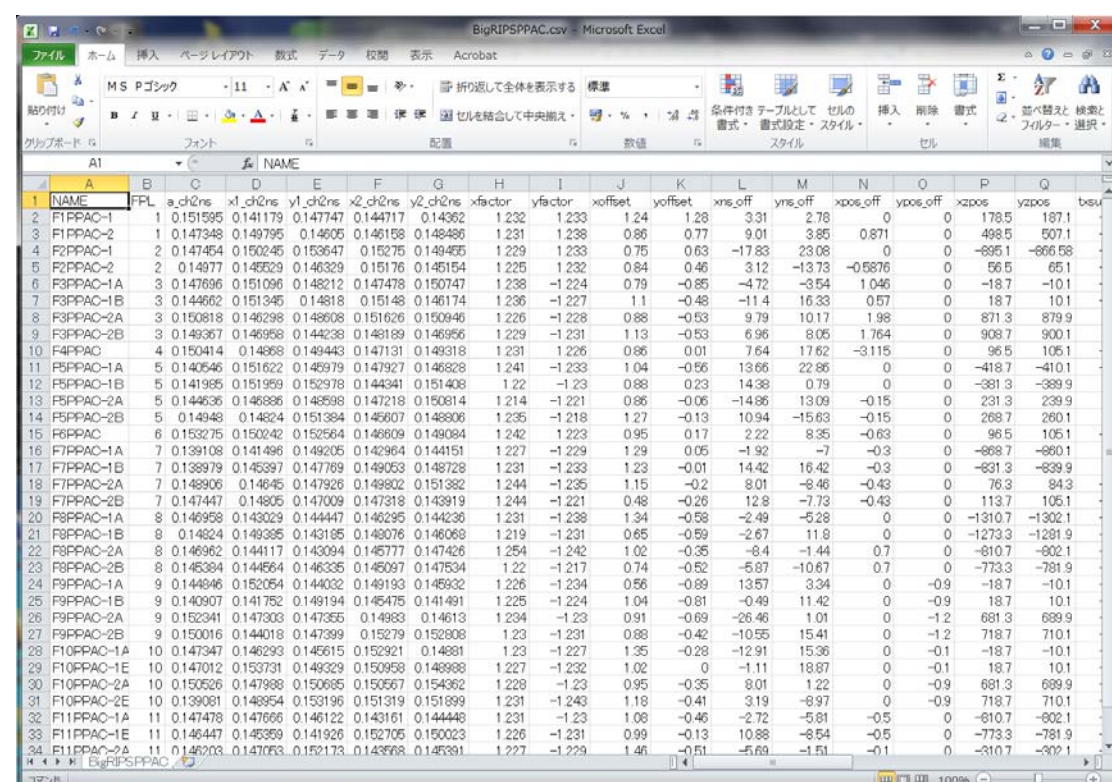 BigRIPSPPAC.csv - Microsoft Excel
ファイル ホーム 挿入 ページ レイアウト 数式 データ 校閲 表示 Acrobat
貼り付け MS Pゴシック 11 折り返して全体を表示する 標準 条件付き 書式 テーブルとして 書式設定 セルの スタイル 挿入 削除 書式 並べ替えと フィルター 検索と 選択
B I U セルを結合して中央揃え %
クリップボード フォント 配置 数値 スタイル セル 編集
A1 fx NAME
A B C D E F G H I J K L M N O P Q
1 NAME FPL a_ch2ns x1_ch2ns y1_ch2ns x2_ch2ns y2_ch2ns xfactor yfactor xoffset yoffset xns_off yns_off xpos_off ypos_off xzpos yzpos txsu
2 F1PPAC-1 1 0.151595 0.141179 0.147747 0.144717 0.14362 1.232 1.233 1.24 1.28 3.31 2.78 0 0 178.5 187.1
3 F1PPAC-2 1 0.147348 0.149795 0.14605 0.146158 0.148486 1.231 1.238 0.86 0.77 9.01 3.85 0.871 0 498.5 507.1
4 F2PPAC-1 2 0.147454 0.150245 0.153647 0.15275 0.149455 1.229 1.233 0.75 0.63 -17.83 23.08 0 0 -895.1 -866.58
5 F2PPAC-2 2 0.14977 0.145529 0.146329 0.15176 0.145154 1.225 1.232 0.84 0.46 3.12 -13.73 -0.5876 0 56.5 65.1
6 F3PPAC-1A 3 0.147696 0.151096 0.148212 0.147478 0.150747 1.238 -1.224 0.79 -0.85 -4.72 -3.54 1.046 0 -18.7 -10.1
7 F3PPAC-1B 3 0.144662 0.151345 0.14818 0.15148 0.146174 1.236 -1.227 1.1 -0.48 -11.4 16.33 0.57 0 18.7 10.1
8 F3PPAC-2A 3 0.150818 0.146298 0.148608 0.151626 0.150946 1.226 -1.228 0.88 -0.53 9.79 10.17 1.98 0 871.3 879.9
9 F3PPAC-2B 3 0.149367 0.146958 0.144238 0.148189 0.146956 1.229 -1.231 1.13 -0.53 6.96 8.05 1.764 0 908.7 900.1
10 F4PPAC 4 0.150414 0.14868 0.149443 0.147131 0.149318 1.231 1.226 0.86 0.01 7.64 17.62 -3.115 0 96.5 105.1
11 F5PPAC-1A 5 0.140546 0.151622 0.145979 0.147927 0.146828 1.241 -1.233 1.04 -0.56 13.66 22.86 0 0 -418.7 -410.1
12 F5PPAC-1B 5 0.141985 0.151959 0.152978 0.144341 0.151408 1.22 -1.23 0.88 0.23 14.38 0.79 0 0 -381.3 -389.9
13 F5PPAC-2A 5 0.144636 0.146886 0.148598 0.147218 0.150814 1.214 -1.221 0.86 -0.06 -14.86 13.09 -0.15 0 231.3 239.9
14 F5PPAC-2B 5 0.14948 0.14824 0.151384 0.145607 0.148806 1.235 -1.218 1.27 -0.13 10.94 -15.63 -0.15 0 268.7 260.1
15 F6PPAC 6 0.153275 0.150242 0.152564 0.146609 0.149084 1.242 1.223 0.95 0.17 2.22 8.35 -0.63 0 96.5 105.1
16 F7PPAC-1A 7 0.139108 0.141496 0.149205 0.142964 0.144151 1.227 -1.229 1.29 0.05 -1.92 -7 -0.3 0 -868.7 -860.1
17 F7PPAC-1B 7 0.138979 0.145397 0.147769 0.149053 0.148728 1.231 -1.233 1.23 -0.01 14.42 16.42 -0.3 0 -831.3 -839.9
18 F7PPAC-2A 7 0.148906 0.14645 0.147926 0.149802 0.151382 1.244 -1.235 1.15 -0.2 8.01 -8.46 -0.43 0 76.3 84.3
19 F7PPAC-2B 7 0.147447 0.14805 0.147009 0.147318 0.143919 1.244 -1.221 0.48 -0.26 12.8 -7.73 -0.43 0 113.7 105.1
20 F8PPAC-1A 8 0.146958 0.143029 0.144447 0.146295 0.144236 1.231 -1.238 1.34 -0.58 -2.49 -5.28 0 0 -1310.7 -1302.1
21 F8PPAC-1B 8 0.14824 0.149385 0.143185 0.148076 0.146068 1.219 -1.231 0.65 -0.59 -2.67 11.8 0 0 -1273.3 -1281.9
22 F8PPAC-2A 8 0.146962 0.144117 0.143094 0.145777 0.147426 1.254 -1.242 1.02 -0.35 -8.4 -1.44 0.7 0 -810.7 -802.1
23 F8PPAC-2B 8 0.145384 0.144564 0.146335 0.145097 0.147534 1.22 -1.217 0.74 -0.52 -5.87 -10.67 0.7 0 -773.3 -781.9
24 F9PPAC-1A 9 0.144846 0.152054 0.144032 0.149193 0.145932 1.226 -1.234 0.56 -0.89 13.57 3.34 0 -0.9 -18.7 -10.1
25 F9PPAC-1B 9 0.140907 0.141752 0.149194 0.145475 0.141491 1.225 -1.224 1.04 -0.81 -0.49 11.42 0 -0.9 18.7 10.1
26 F9PPAC-2A 9 0.152341 0.147303 0.147355 0.14983 0.14613 1.234 -1.23 0.91 -0.69 -26.46 1.01 0 -1.2 681.3 689.9
27 F9PPAC-2B 9 0.150016 0.144018 0.147399 0.15279 0.152808 1.23 -1.231 0.88 -0.42 -10.55 15.41 0 -1.2 718.7 710.1
28 F10PPAC-1A 10 0.147347 0.146293 0.145615 0.152921 0.14881 1.23 -1.227 1.35 -0.28 -12.91 15.36 0 -0.1 -18.7 -10.1
29 F10PPAC-1E 10 0.147012 0.153731 0.149329 0.150958 0.148988 1.227 -1.232 1.02 0 -1.11 18.87 0 -0.1 18.7 10.1
30 F10PPAC-2A 10 0.150526 0.147988 0.150685 0.150567 0.154362 1.228 -1.23 0.95 -0.35 8.01 1.22 0 -0.9 681.3 689.9
31 F10PPAC-2E 10 0.139081 0.148954 0.153196 0.151319 0.151899 1.231 -1.243 1.18 -0.41 3.19 -8.97 0 -0.9 718.7 710.1
32 F11PPAC-1A 11 0.147478 0.147666 0.146122 0.143161 0.144448 1.231 -1.23 1.08 -0.46 -2.72 -5.81 -0.5 0 -810.7 -802.1
33 F11PPAC-1E 11 0.146447 0.145359 0.141926 0.152705 0.150023 1.226 -1.231 0.99 -0.13 10.88 -8.54 -0.5 0 -773.3 -781.9
34 F11PPAC-2A 11 0.146203 0.147053 0.152173 0.143568 0.145391 1.227 -1.229 1.46 -0.51 -5.69 -1.51 -0.1 0 -310.7 -302.1
BigRIPSPPAC
コマンド 100%